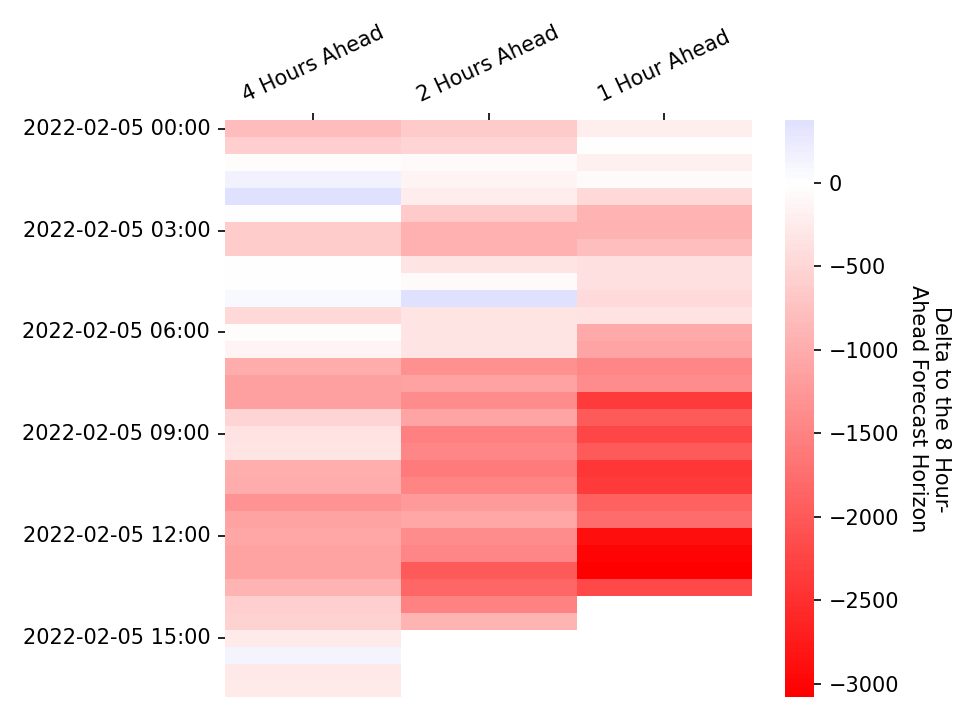 4 Hours Ahead
2 Hours Ahead
1 Hour Ahead
2022-02-05 00:00
2022-02-05 03:00
2022-02-05 06:00
2022-02-05 09:00
2022-02-05 12:00
2022-02-05 15:00
0
−500
−1000
−1500
−2000
−2500
−3000
Delta to the 8 Hour-
Ahead Forecast Horizon